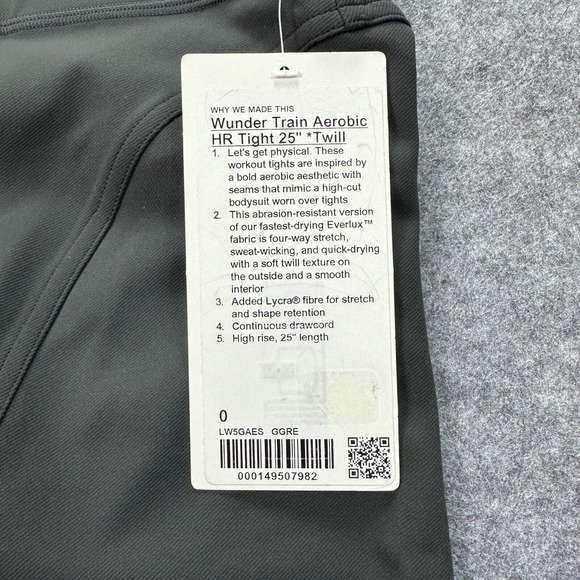 WHY WE MADE THIS
Wunder Train Aerobic
HR Tight 25" *Twill
1. Let's get physical. These
workout tights are inspired by
a bold aerobic aesthetic with
seams that mimic a high-cut
bodysuit worn over tights
2. This abrasion-resistant version
of our fastest-drying Everlux™
fabric is four-way stretch,
sweat-wicking, and quick-drying
with a soft twill texture on
the outside and a smooth
interior
3. Added Lycra® fibre for stretch
and shape retention
4. Continuous drawcord
5. High rise, 25" length
0
LW5GAES GGRE
000149507982